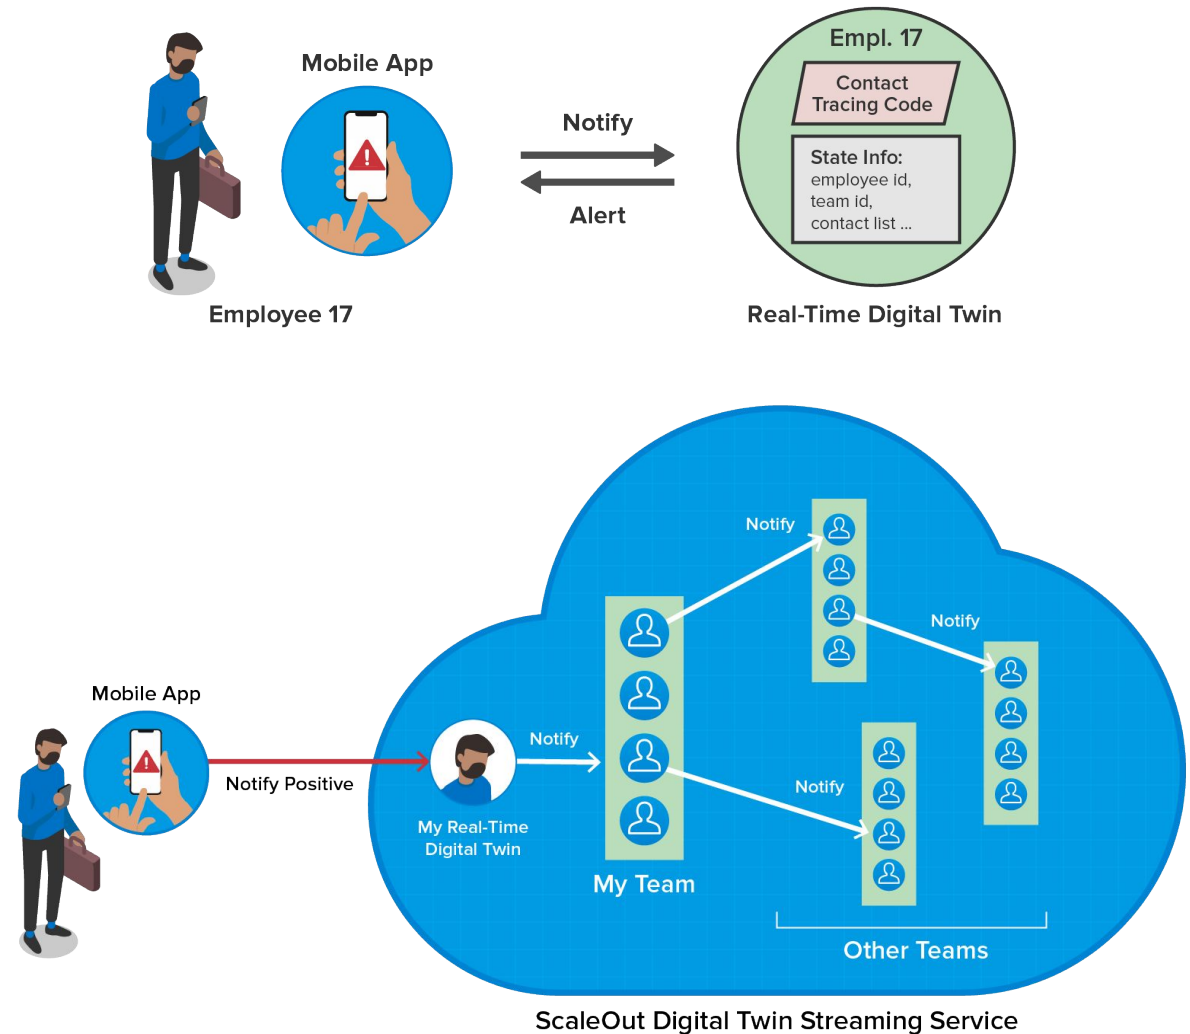 Mobile App
Empl. 17
Contact
Tracing Code
Notify
State Info:
employee id,
team id,
contact list ...
Alert
Employee 17
Real-Time Digital Twin
Notify
Notify
Mobile App
Notify
Notify Positive
Notify
My Real-Time
Digital Twin
My Team
Other Teams
ScaleOut Digital Twin Streaming Service